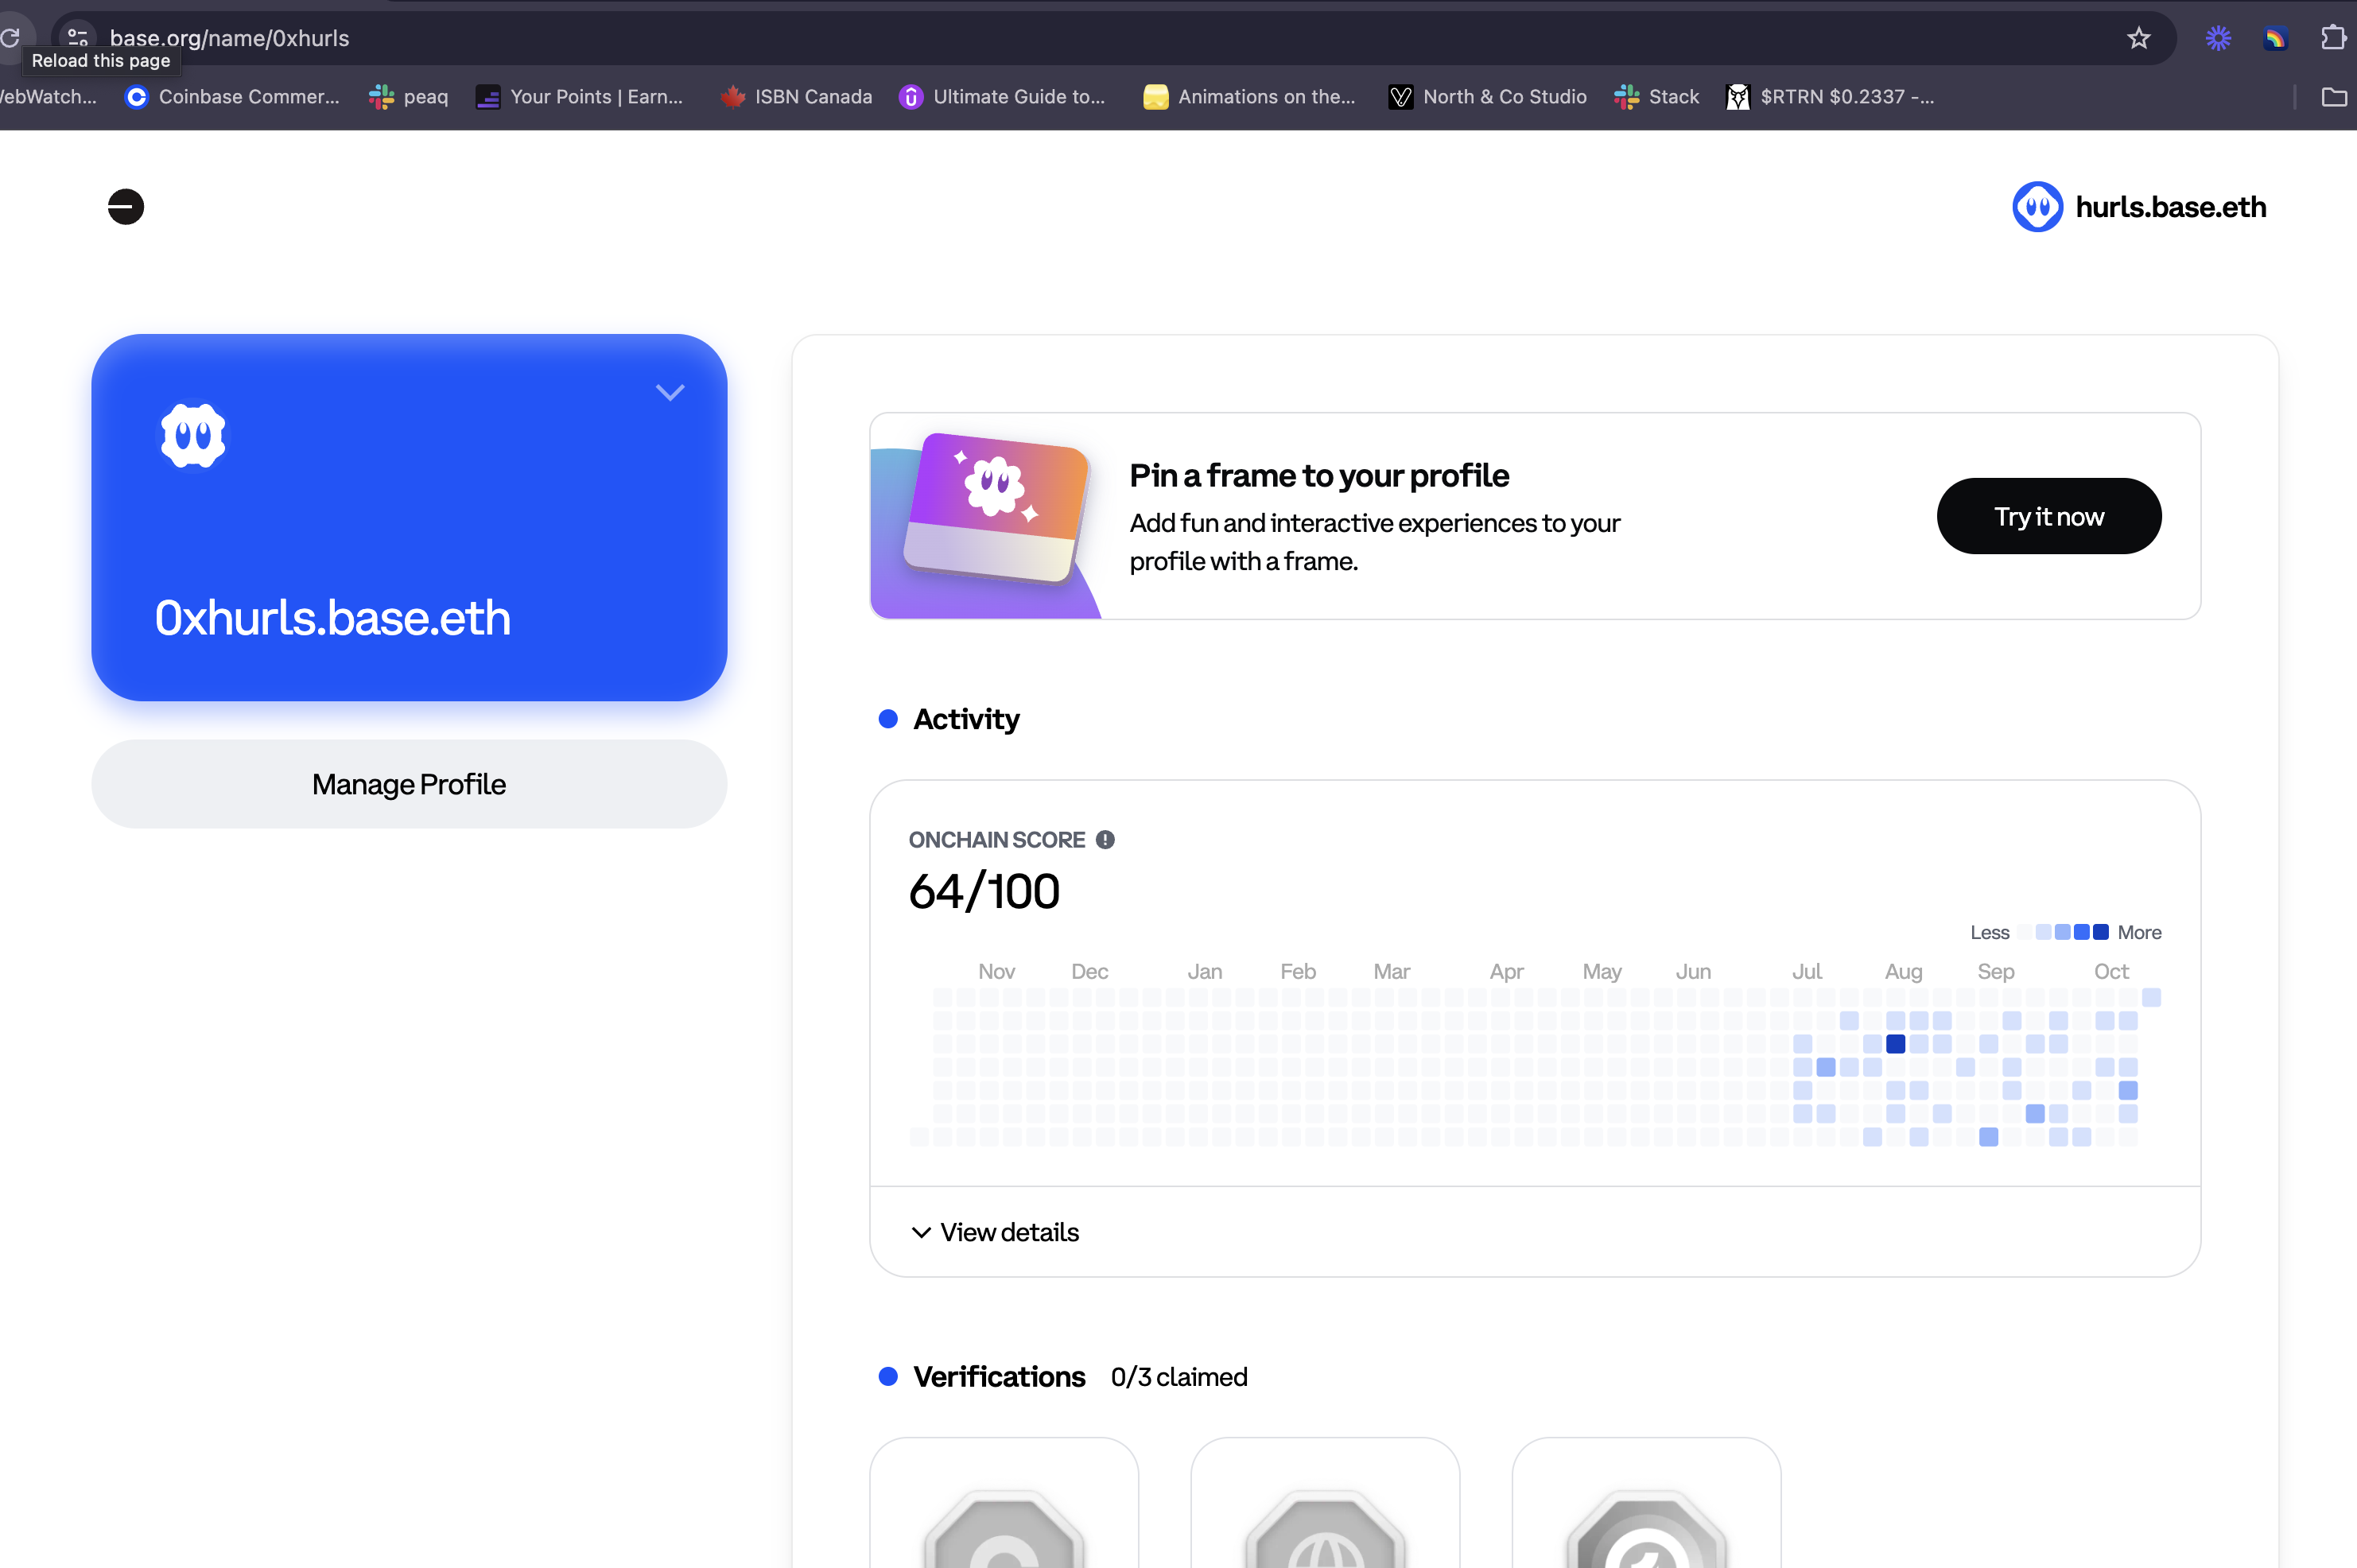 base.org/name/0xhurls
Reload this page
WebWatch...
Coinbase Commer...
peaq
Your Points | Earn...
ISBN Canada
Ultimate Guide to...
Animations on the...
North & Co Studio
Stack
$RTRN $0.2337 -...
hurls.base.eth
0xhurls.base.eth
Manage Profile
Pin a frame to your profile
Add fun and interactive experiences to your
profile with a frame.
Try it now
Activity
ONCHAIN SCORE
64/100
Less More
Nov Dec Jan Feb Mar Apr May Jun Jul Aug Sep Oct
View details
Verifications 0/3 claimed